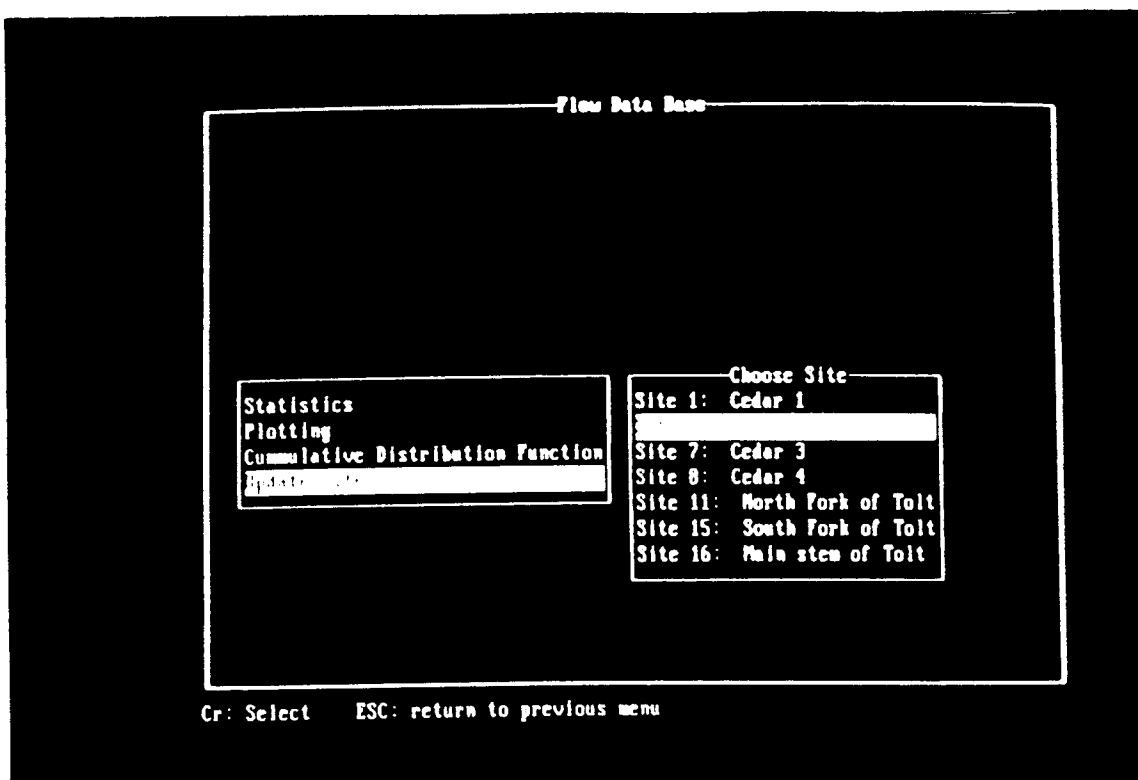 Flow Data Base
Statistics
Plotting
Cummulative Distribution Function
Update
Choose Site
Site 1: Cedar 1
Site 7: Cedar 3
Site 8: Cedar 4
Site 11: North Fork of Tolt
Site 15: South Fork of Tolt
Site 16: Main stem of Tolt
Cr: Select ESC: return to previous menu